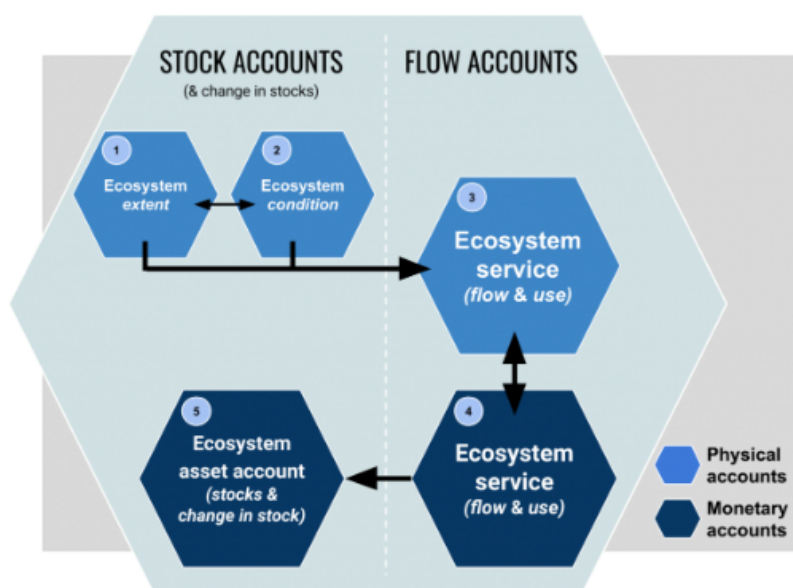 STOCK ACCOUNTS
(& change in stocks)
FLOW ACCOUNTS
1
Ecosystem
extent
2
Ecosystem
condition
3
Ecosystem
service
(flow & use)
5
Ecosystem
asset account
(stocks &
change in stock)
4
Ecosystem
service
(flow & use)
Physical
accounts
Monetary
accounts